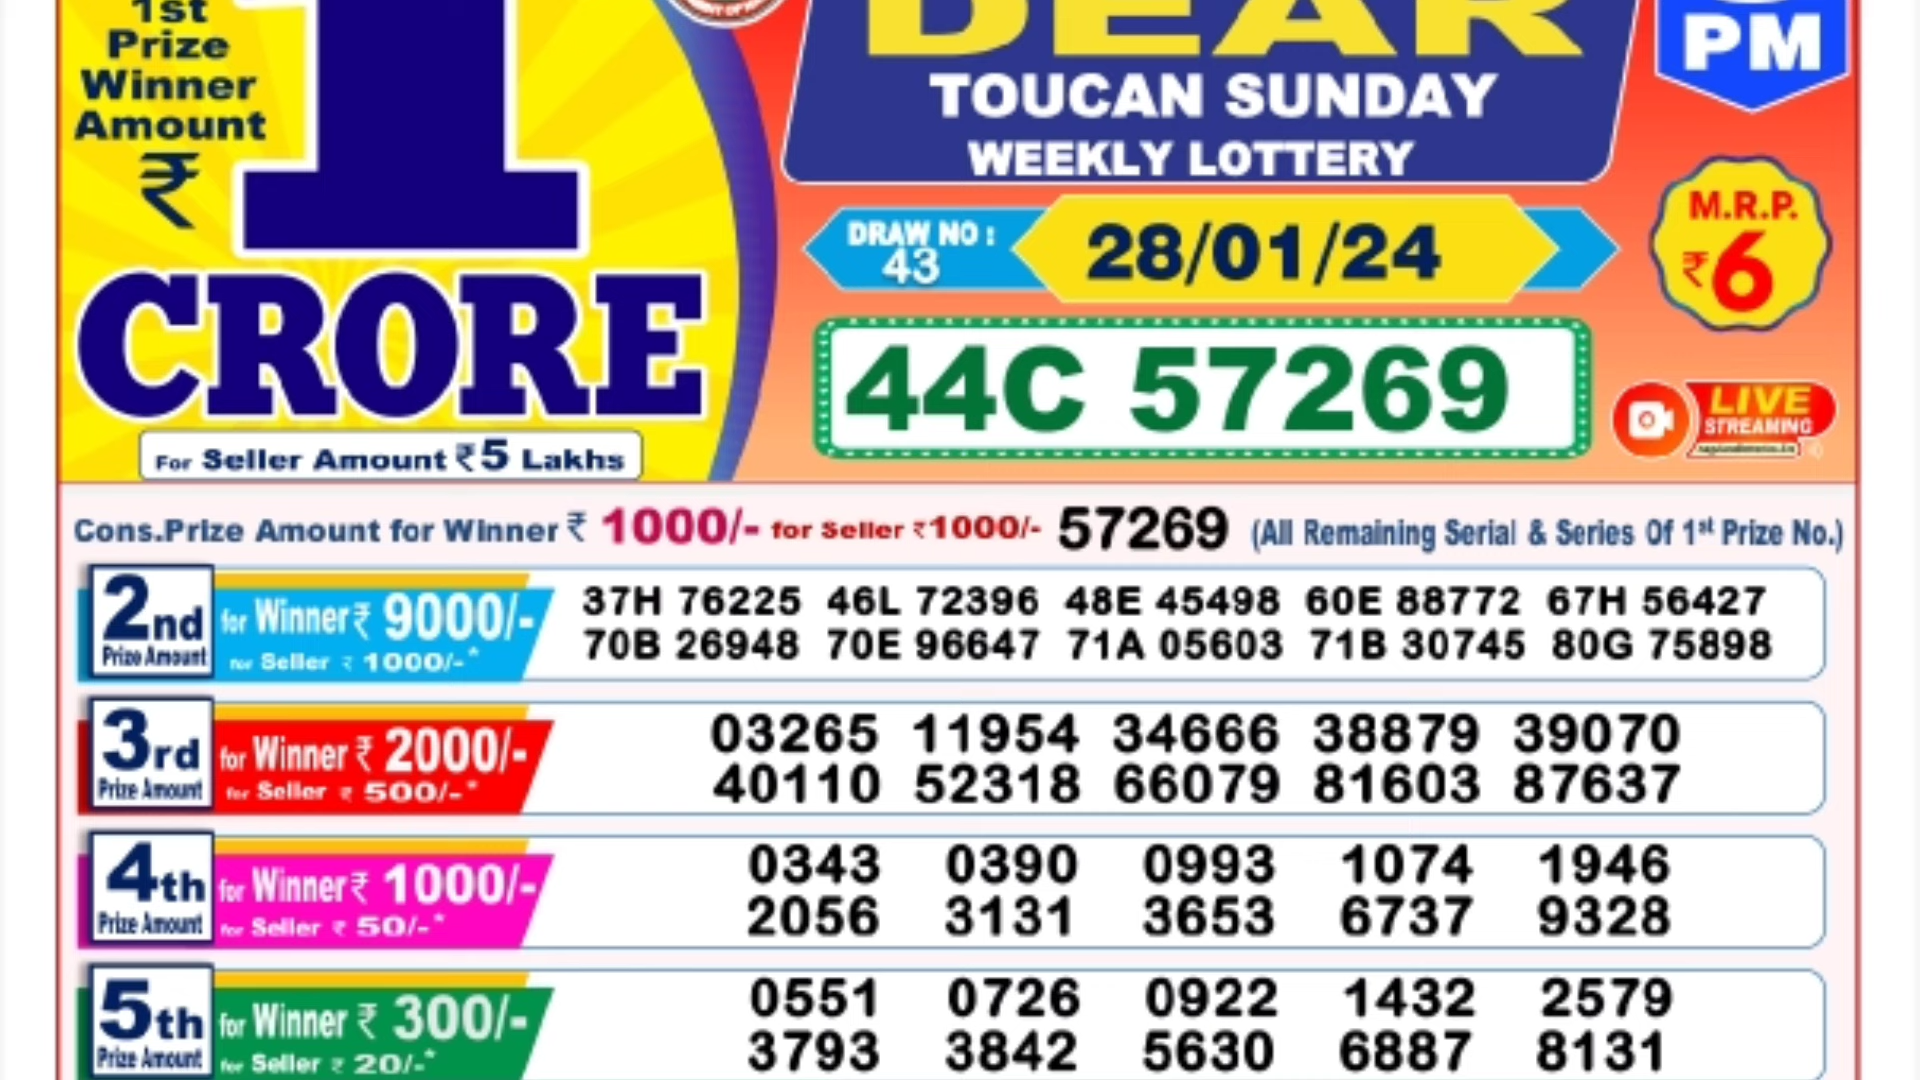 1st
Prize
Winner
Amount
₹
1
CRORE
For Seller Amount ₹5 Lakhs
DEAR
TOUCAN SUNDAY
WEEKLY LOTTERY
PM
DRAW NO :
43
28/01/24
M.R.P.
₹6
44C 57269
LIVE
STREAMING
Cons.Prize Amount for Winner ₹ 1000/- for Seller ₹1000/- 57269 (All Remaining Serial & Series Of 1st Prize No.)
2nd
Prize Amount
for Winner ₹ 9000/-
for Seller ₹ 1000/-*
37H 76225 46L 72396 48E 45498 60E 88772 67H 56427
70B 26948 70E 96647 71A 05603 71B 30745 80G 75898
3rd
Prize Amount
for Winner ₹ 2000/-
for Seller ₹ 500/-*
03265 11954 34666 38879 39070
40110 52318 66079 81603 87637
4th
Prize Amount
for Winner ₹ 1000/-
for Seller ₹ 50/-*
0343 0390 0993 1074 1946
2056 3131 3653 6737 9328
5th
Prize Amount
for Winner ₹ 300/-
for Seller ₹ 20/-*
0551 0726 0922 1432 2579
3793 3842 5630 6887 8131